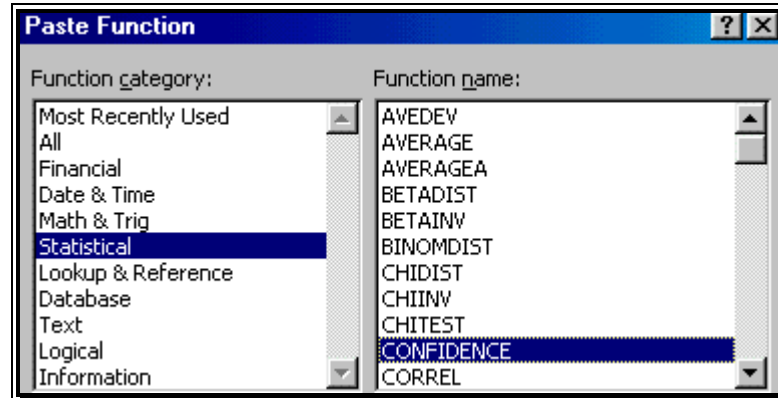 Paste Function
Function category:
Most Recently Used
All
Financial
Date & Time
Math & Trig
Statistical
Lookup & Reference
Database
Text
Logical
Information
Function name:
AVEDEV
AVERAGE
AVERAGEA
BETADIST
BETAINV
BINOMDIST
CHIDIST
CHIINV
CHITEST
CONFIDENCE
CORREL